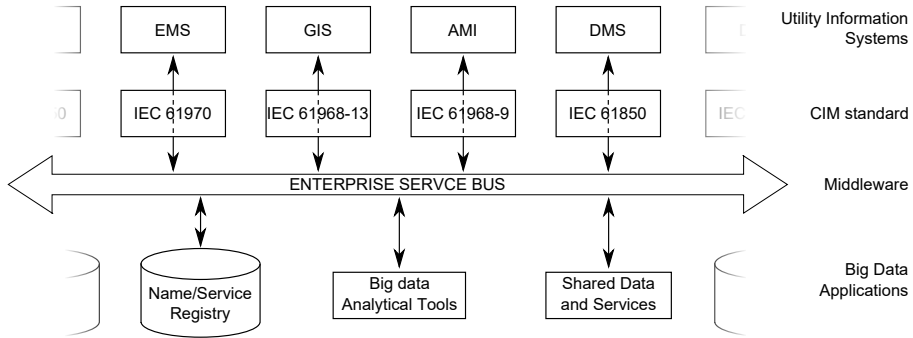 EMS
GIS
AMI
DMS
Utility Information
Systems
IEC 61970
IEC 61968-13
IEC 61968-9
IEC 61850
IEC
CIM standard
ENTERPRISE SERVCE BUS
Middleware
Name/Service
Registry
Big data
Analytical Tools
Shared Data
and Services
Big Data
Applications